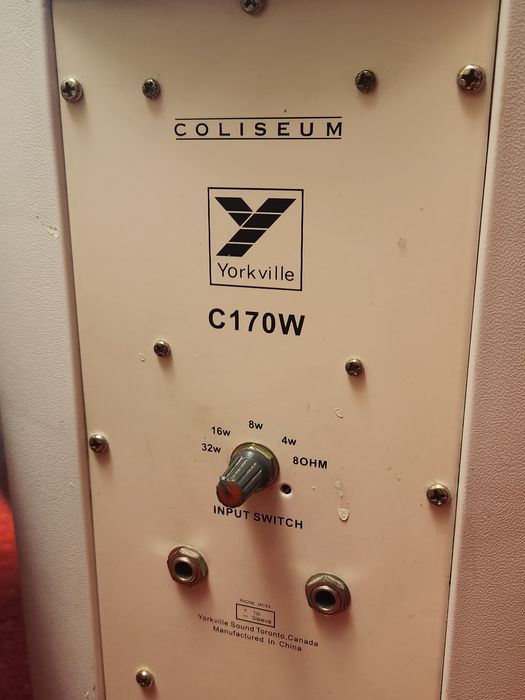 COLISEUM
Yorkville
C170W
8w
16w 4w
32w 8OHM
INPUT SWITCH
PHONE JACKS
+ Tip
– Sleeve
Yorkville Sound Toronto,Canada
Manufactured In China